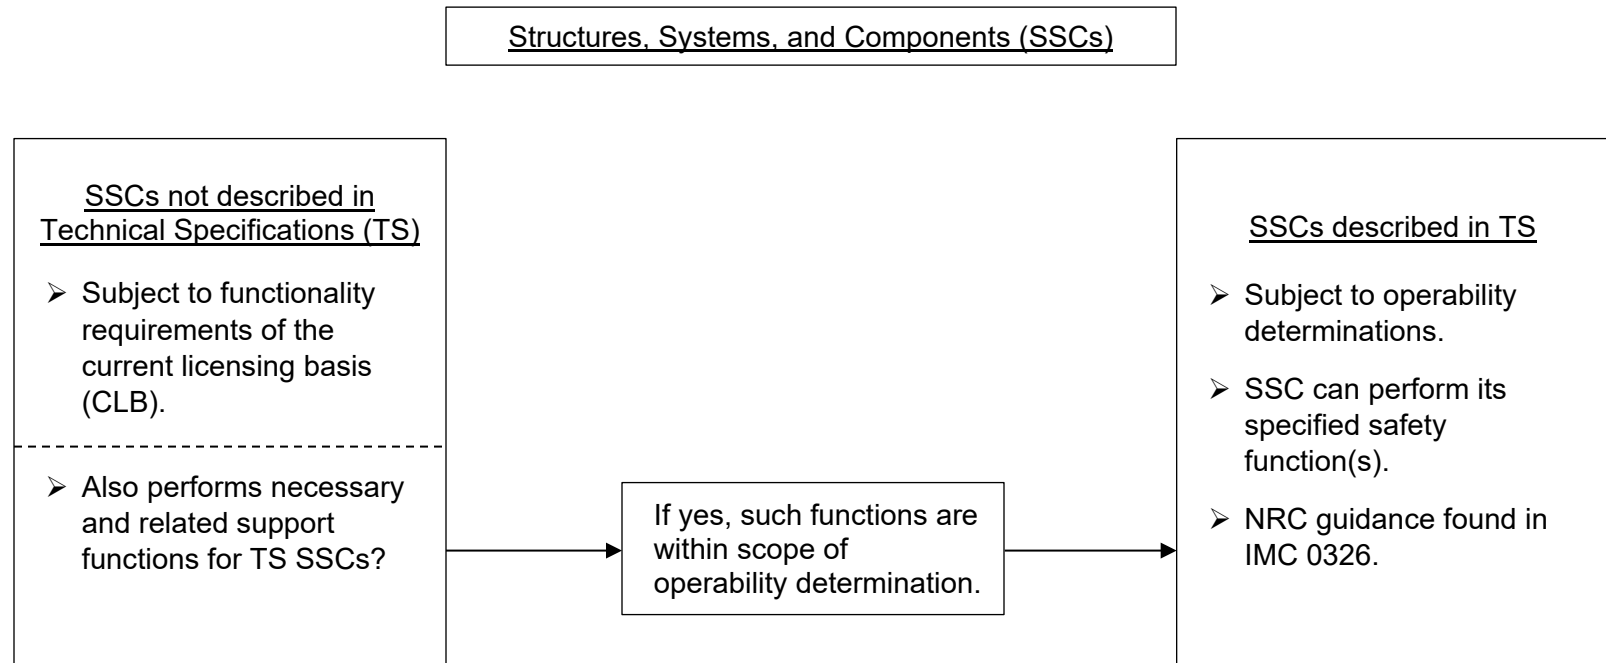 Structures, Systems, and Components (SSCs)
SSCs not described in
Technical Specifications (TS)
➢ Subject to functionality
requirements of the
current licensing basis
(CLB).
➢ Also performs necessary
and related support
functions for TS SSCs?
If yes, such functions are
within scope of
operability determination.
SSCs described in TS
➢ Subject to operability
determinations.
➢ SSC can perform its
specified safety
function(s).
➢ NRC guidance found in
IMC 0326.